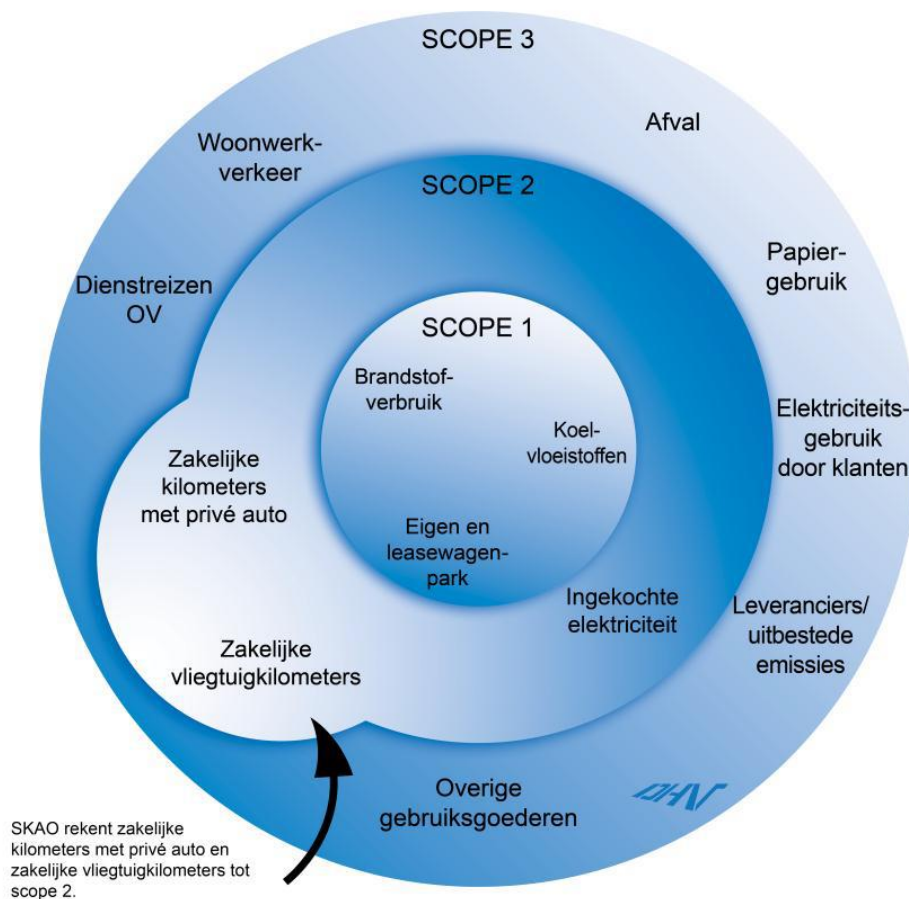 SCOPE 3
Afval
Woonwerk-
verkeer
SCOPE 2
Papier-
gebruik
Dienstreizen
OV
SCOPE 1
Brandstof-
verbruik
Koel-
vloeistoffen
Elektriciteits-
gebruik
door klanten
Zakelijke
kilometers
met privé auto
Eigen en
leasewagen-
park
Ingekochte
elektriciteit
Leveranciers/
uitbestede
emissies
Zakelijke
vliegtuigkilometers
Overige
gebruiksgoederen
DHV
SKAO rekent zakelijke
kilometers met privé auto en
zakelijke vliegtuigkilometers tot
scope 2.